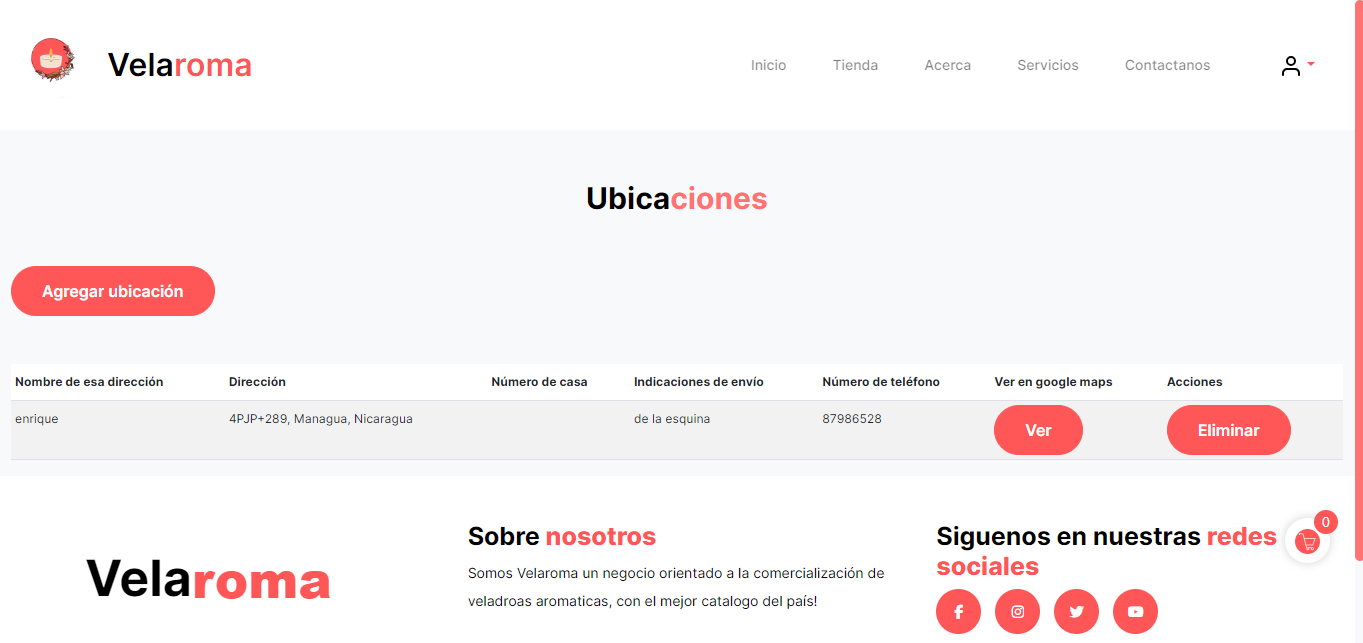 Velaroma
Inicio Tienda Acerca Servicios Contactanos
Ubicaciones
Agregar ubicación
Nombre de esa dirección Dirección Número de casa Indicaciones de envío Número de teléfono Ver en google maps Acciones
enrique 4PJP+289, Managua, Nicaragua de la esquina 87986528 Ver Eliminar
Velaroma
Sobre nosotros
Somos Velaroma un negocio orientado a la comercialización de
veladroas aromaticas, con el mejor catalogo del país!
Siguenos en nuestras redes
sociales
0